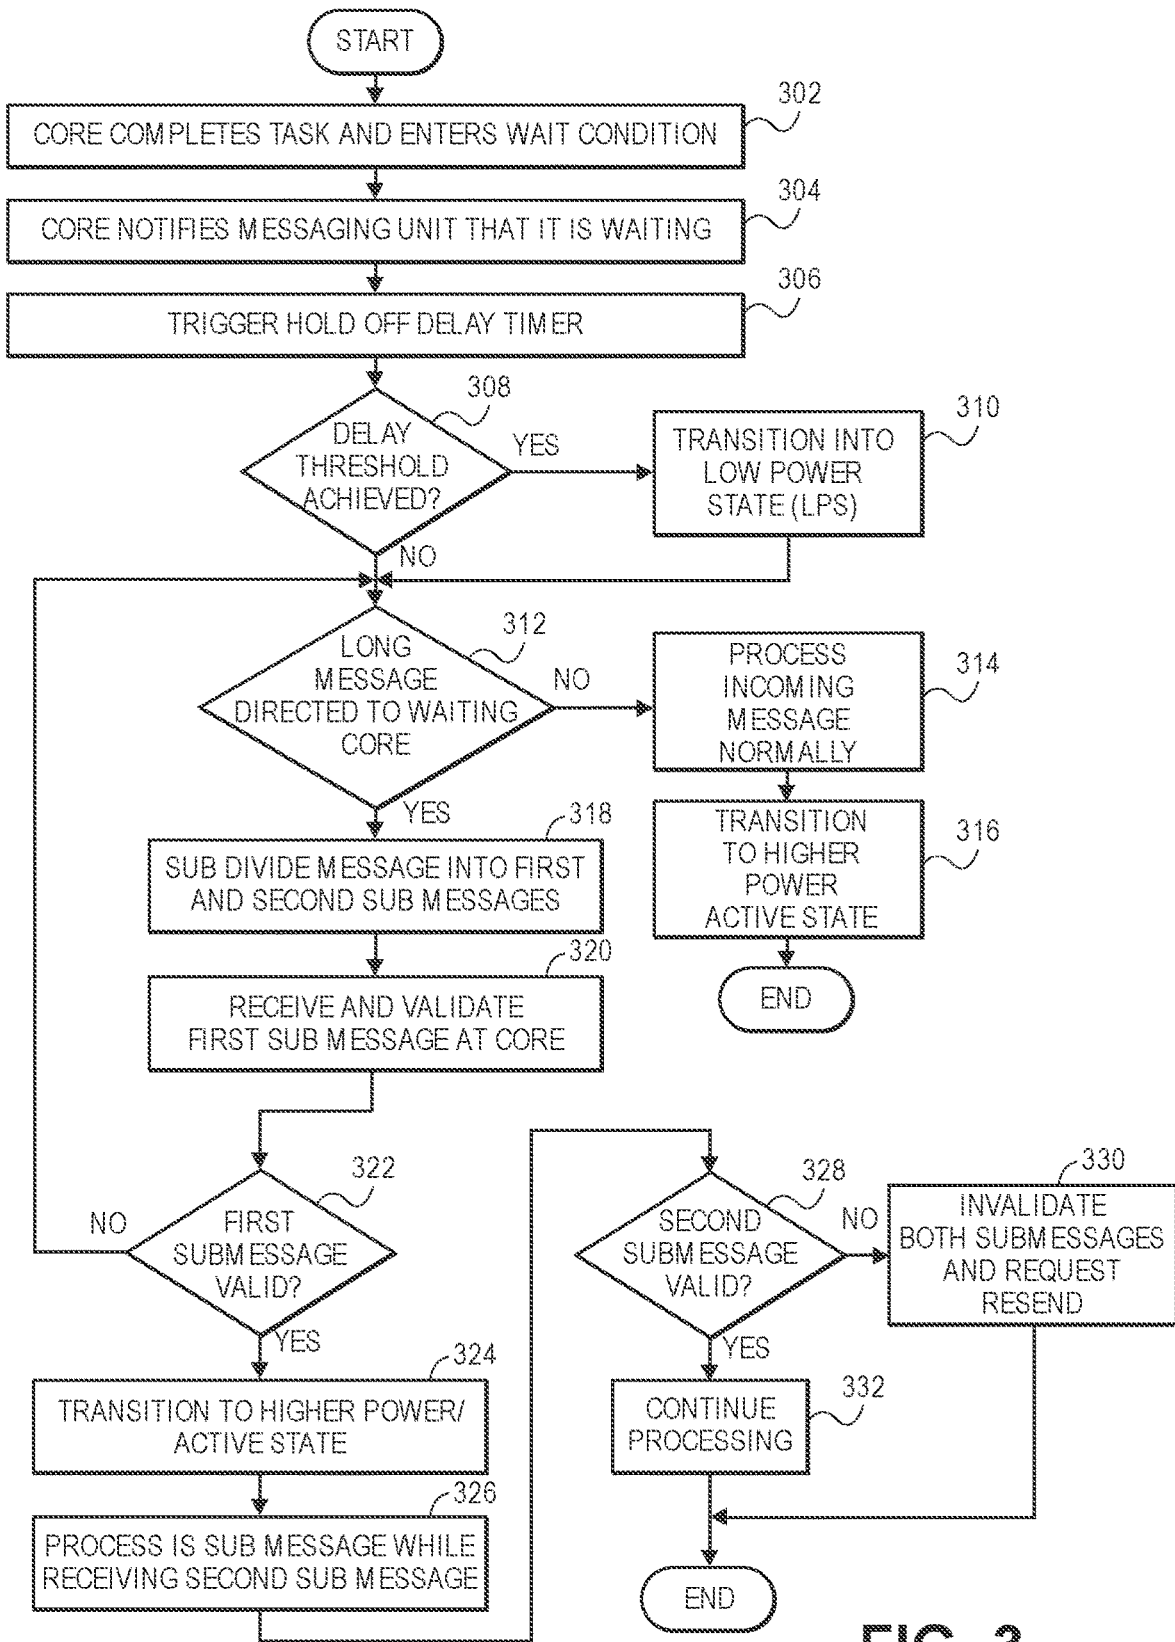 START
302
CORE COMPLETES TASK AND ENTERS WAIT CONDITION
304
CORE NOTIFIES MESSAGING UNIT THAT IT IS WAITING
306
TRIGGER HOLD OFF DELAY TIMER
308
DELAY
THRESHOLD
ACHIEVED?
YES
NO
310
TRANSITION INTO
LOW POWER
STATE (LPS)
312
LONG
MESSAGE
DIRECTED TO WAITING
CORE
NO
YES
314
PROCESS
INCOMING
MESSAGE
NORMALLY
316
TRANSITION
TO HIGHER
POWER
ACTIVE STATE
END
318
SUB DIVIDE MESSAGE INTO FIRST
AND SECOND SUB MESSAGES
320
RECEIVE AND VALIDATE
FIRST SUB MESSAGE AT CORE
322
FIRST
SUBMESSAGE
VALID?
NO
YES
324
TRANSITION TO HIGHER POWER/
ACTIVE STATE
326
PROCESS IS SUB MESSAGE WHILE
RECEIVING SECOND SUB MESSAGE
328
SECOND
SUBMESSAGE
VALID?
NO
YES
330
INVALIDATE
BOTH SUBMESSAGES
AND REQUEST
RESEND
332
CONTINUE
PROCESSING
END
FIG. 3